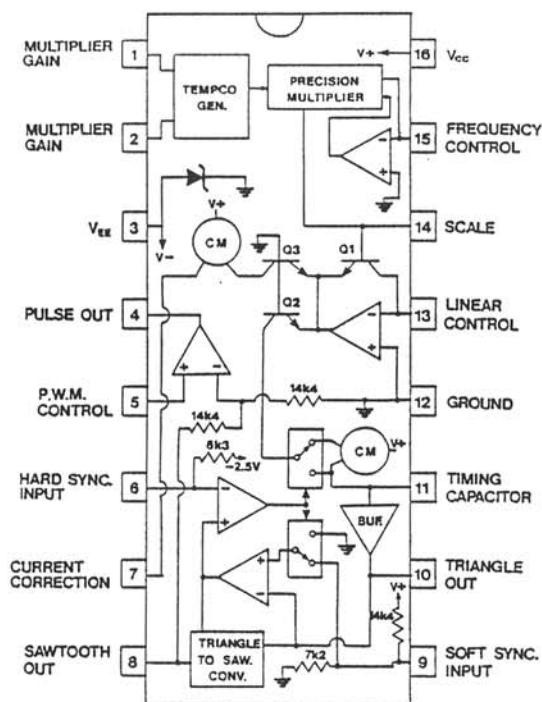 MULTIPLIER
GAIN
1
MULTIPLIER
GAIN
2
VEE
3
PULSE OUT
4
P.W.M.
CONTROL
5
HARD SYNC.
INPUT
6
CURRENT
CORRECTION
7
SAWTOOTH
OUT
8
TEMPCO
GEN.
PRECISION
MULTIPLIER
V+
-
+
V+
V-
CM
Q3
Q1
Q2
-
+
+
-
14k4
14k4
6k3
-2.5V
CM
V+
-
+
BUF.
+
-
V+
14k4
TRIANGLE
TO SAW.
CONV.
7k2
16
VCC
15
FREQUENCY
CONTROL
14
SCALE
13
LINEAR
CONTROL
12
GROUND
11
TIMING
CAPACITOR
10
TRIANGLE
OUT
9
SOFT SYNC.
INPUT